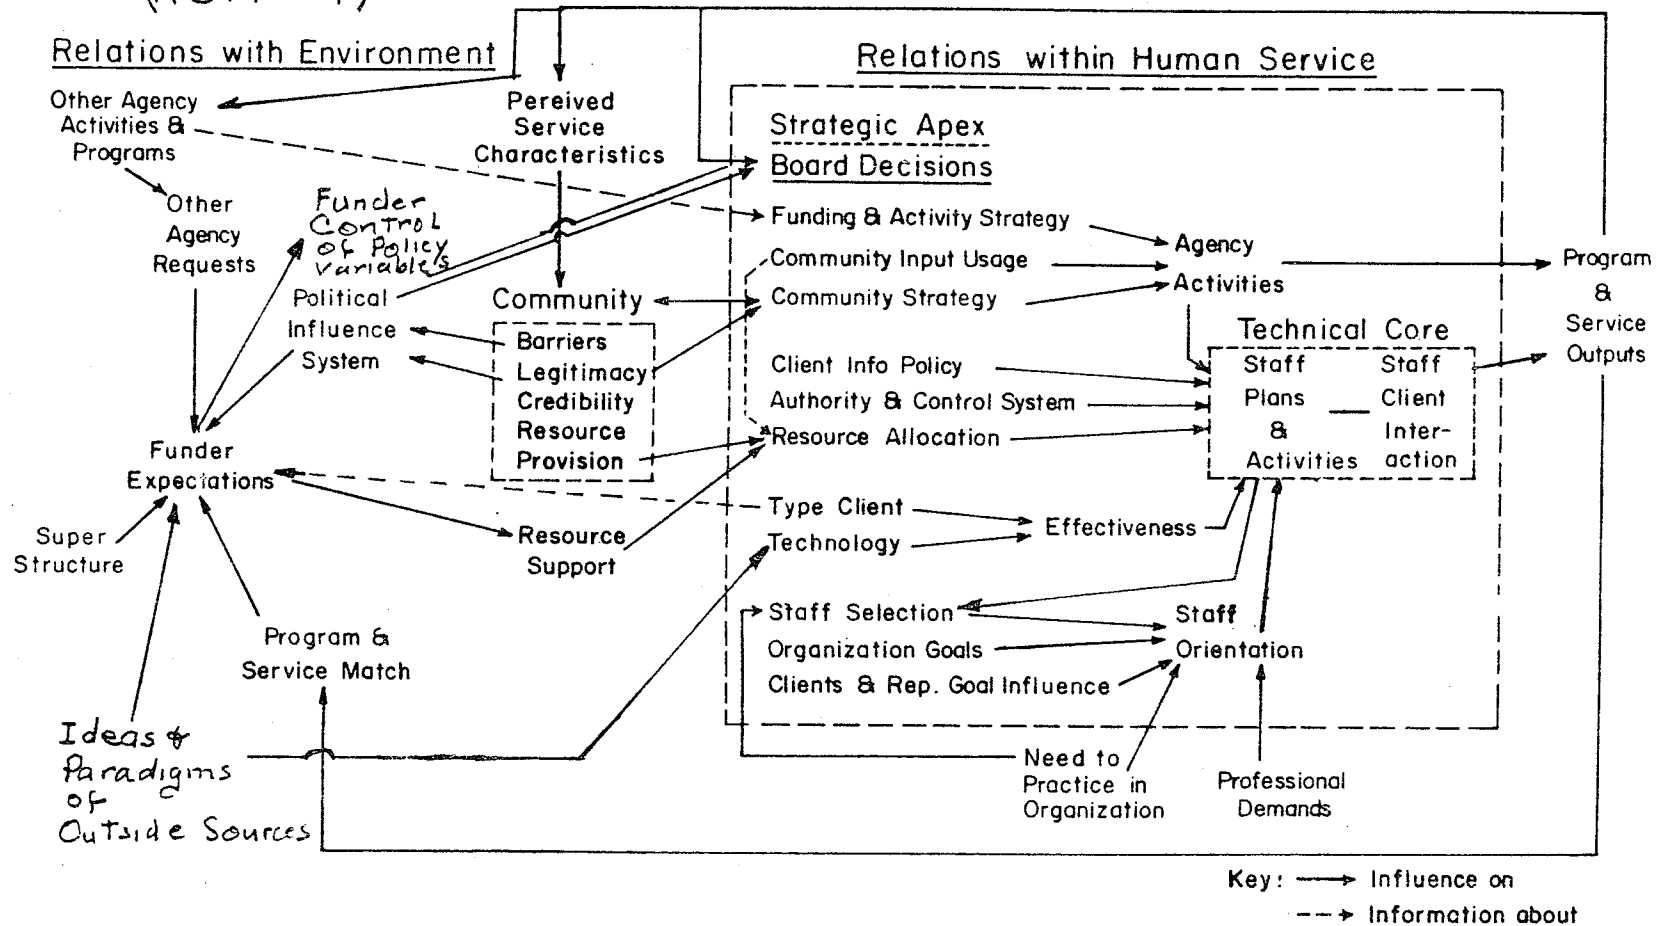 Relations with Environment
Other Agency
Activities &
Programs
Other
Agency
Requests
Funder
Control
of Policy
Variables
Political
Influence
System
Funder
Expectations
Super
Structure
Program &
Service Match
Ideas &
Paradigms
of
Outside Sources
Pereived
Service
Characteristics
Community
Barriers
Legitimacy
Credibility
Resource
Provision
Resource
Support
Relations within Human Service
Strategic Apex
Board Decisions
Funding & Activity Strategy
Community Input Usage
Community Strategy
Client Info Policy
Authority & Control System
Resource Allocation
Type Client
Technology
Effectiveness
Staff Selection
Organization Goals
Clients & Rep. Goal Influence
Staff
Orientation
Need to
Practice in
Organization
Professional
Demands
Agency
Activities
Technical Core
Staff
Plans
&
Activities
Staff
Client
Inter-
action
Program
&
Service
Outputs
Key: Influence on
Information about